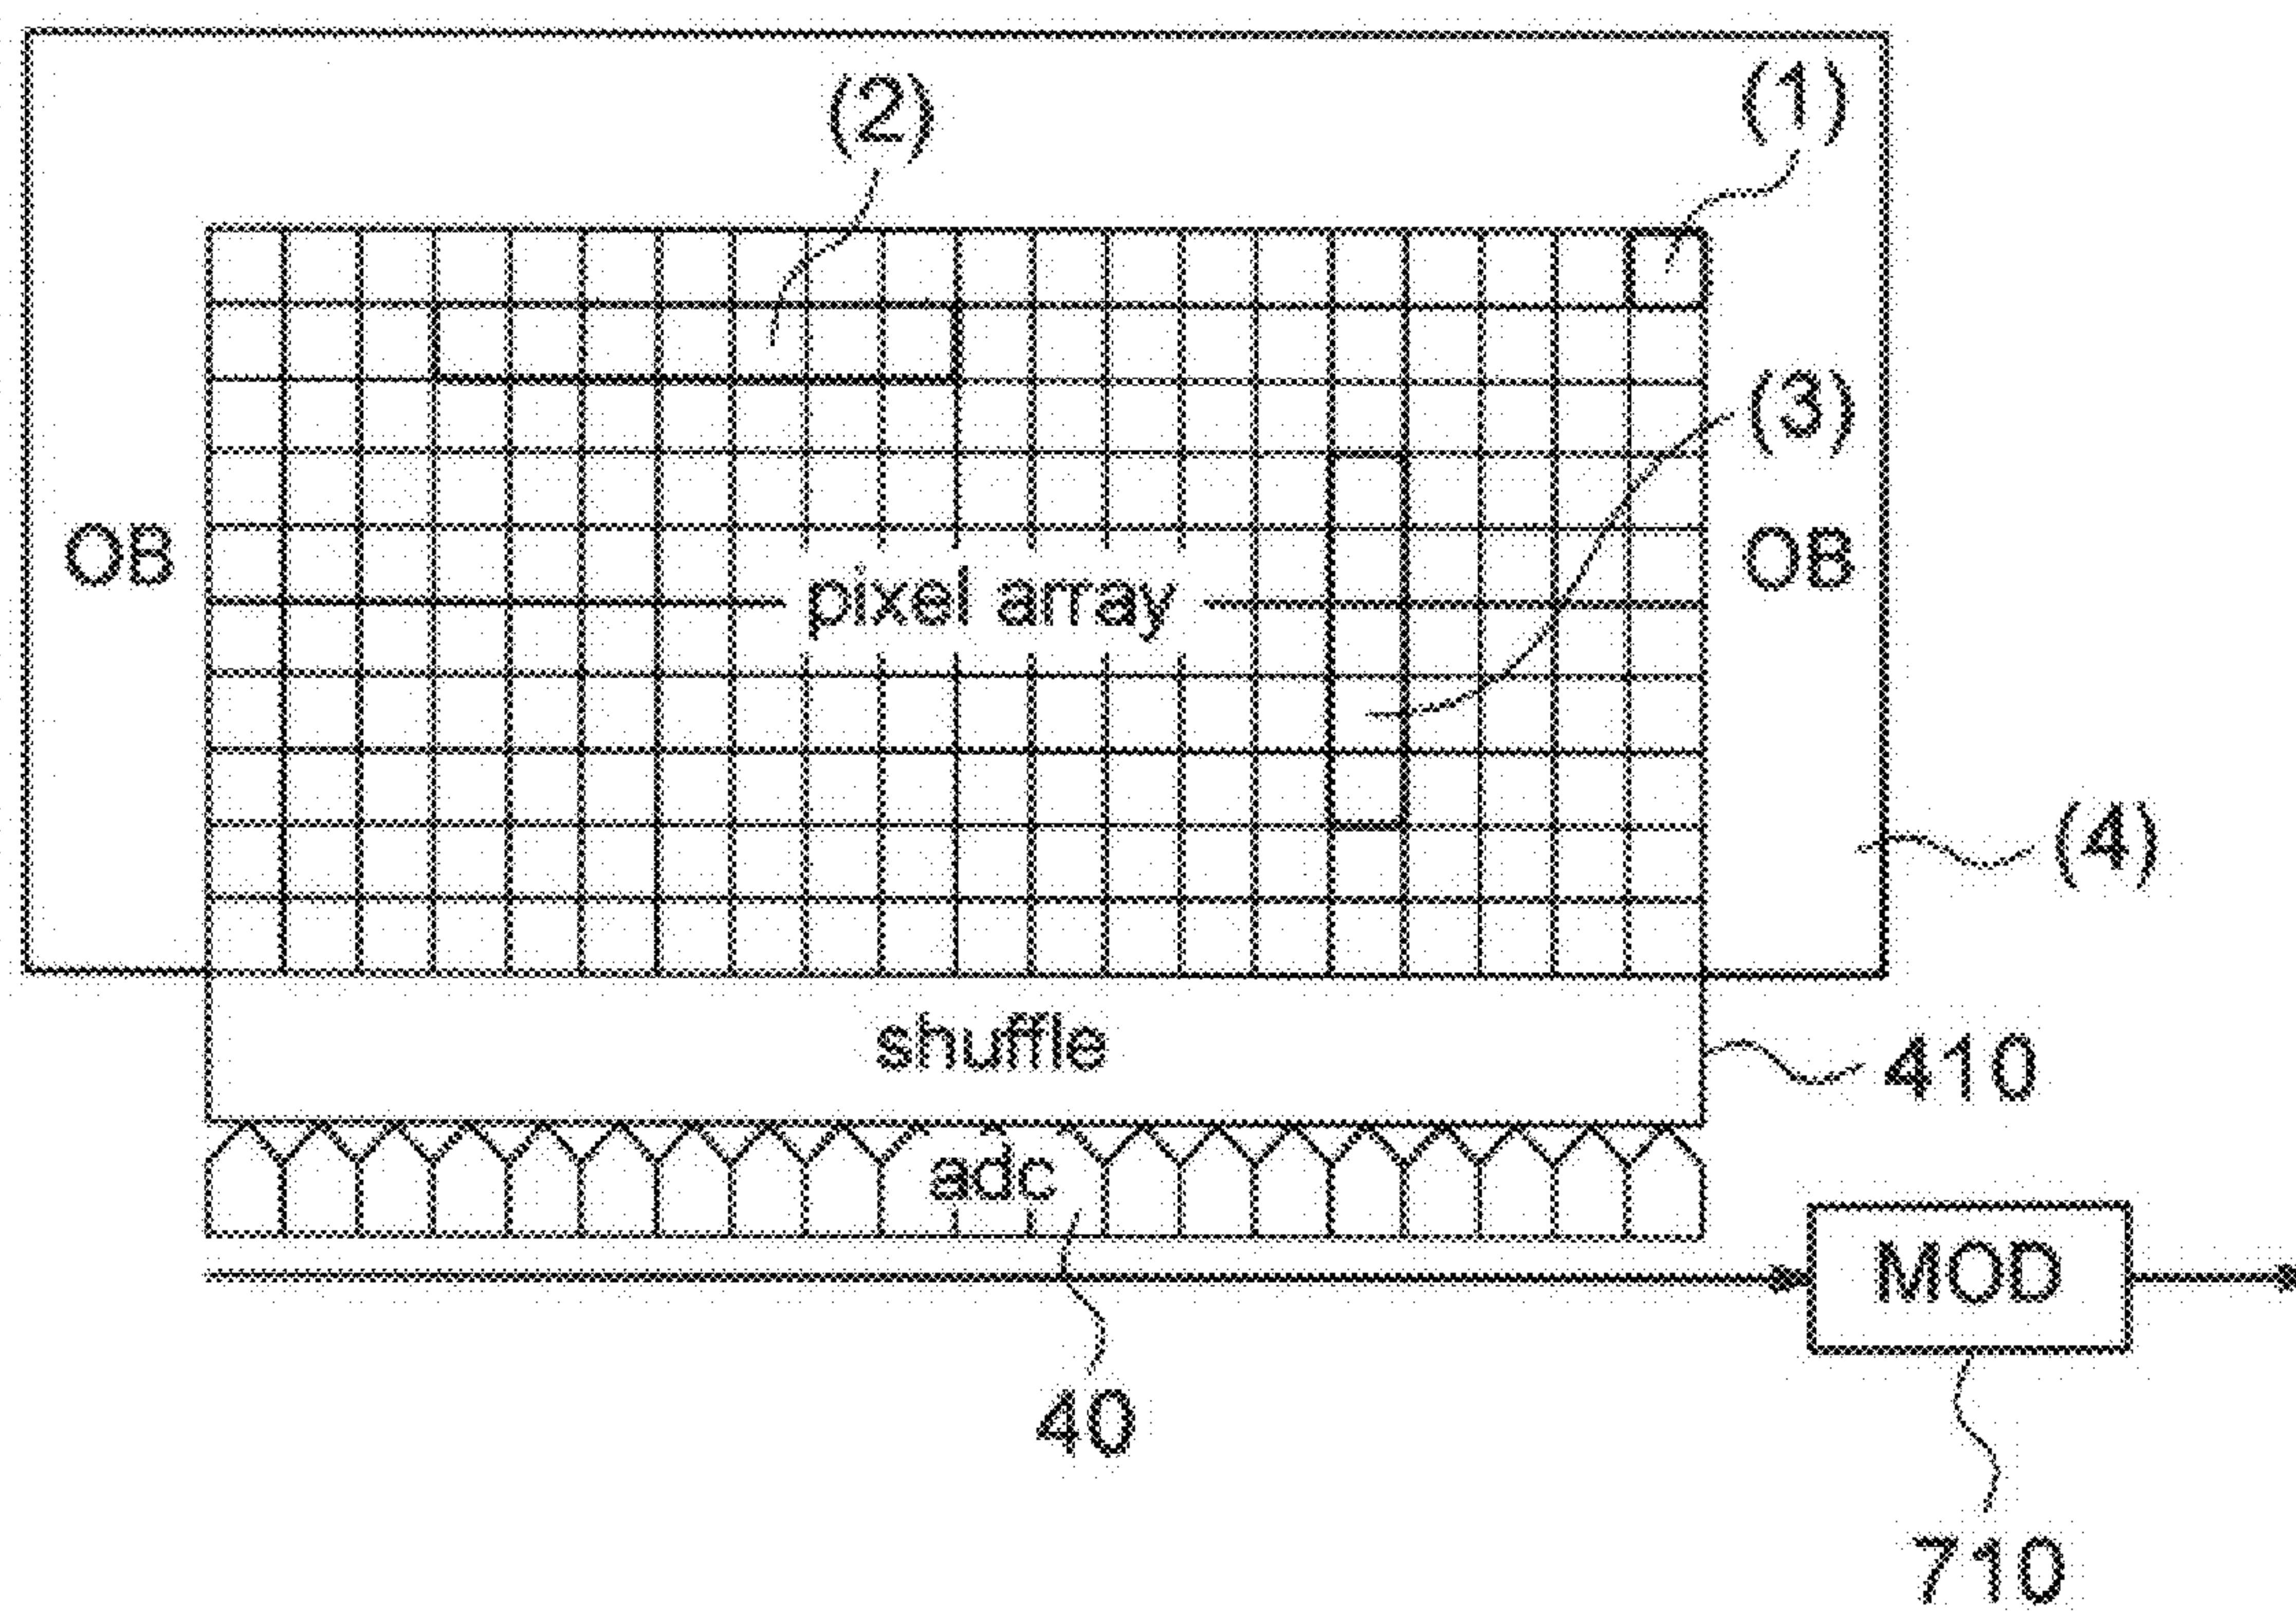 (2)
(1)
(3)
OB
OB
pixel array
(4)
shuffle
410
adc
MOD
40
710